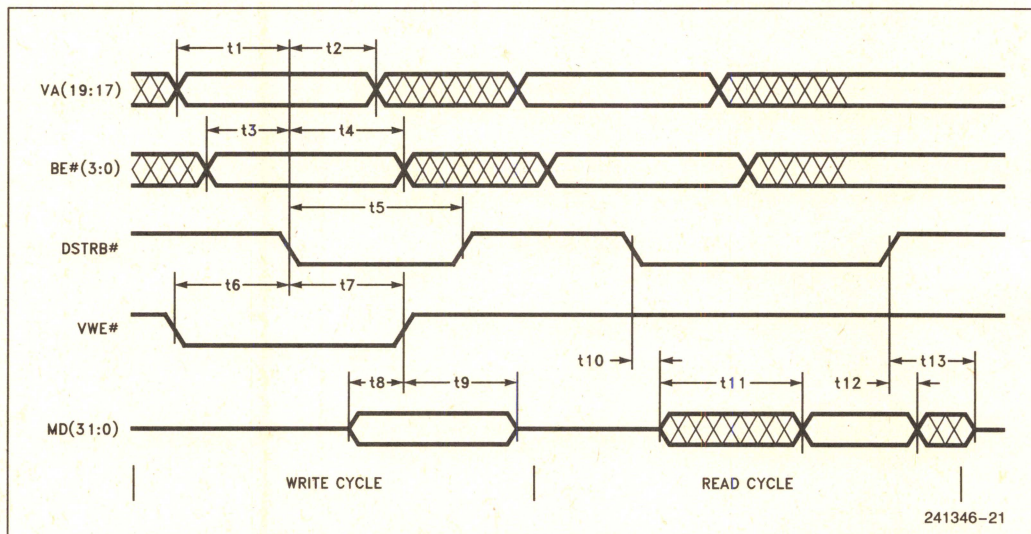 t1 t2
VA(19:17)
t3 t4
BE#(3:0)
t5
DSTRB#
t6 t7
VWE#
t10 t13
t8 t9 t11 t12
MD(31:0)
WRITE CYCLE READ CYCLE
241346-21